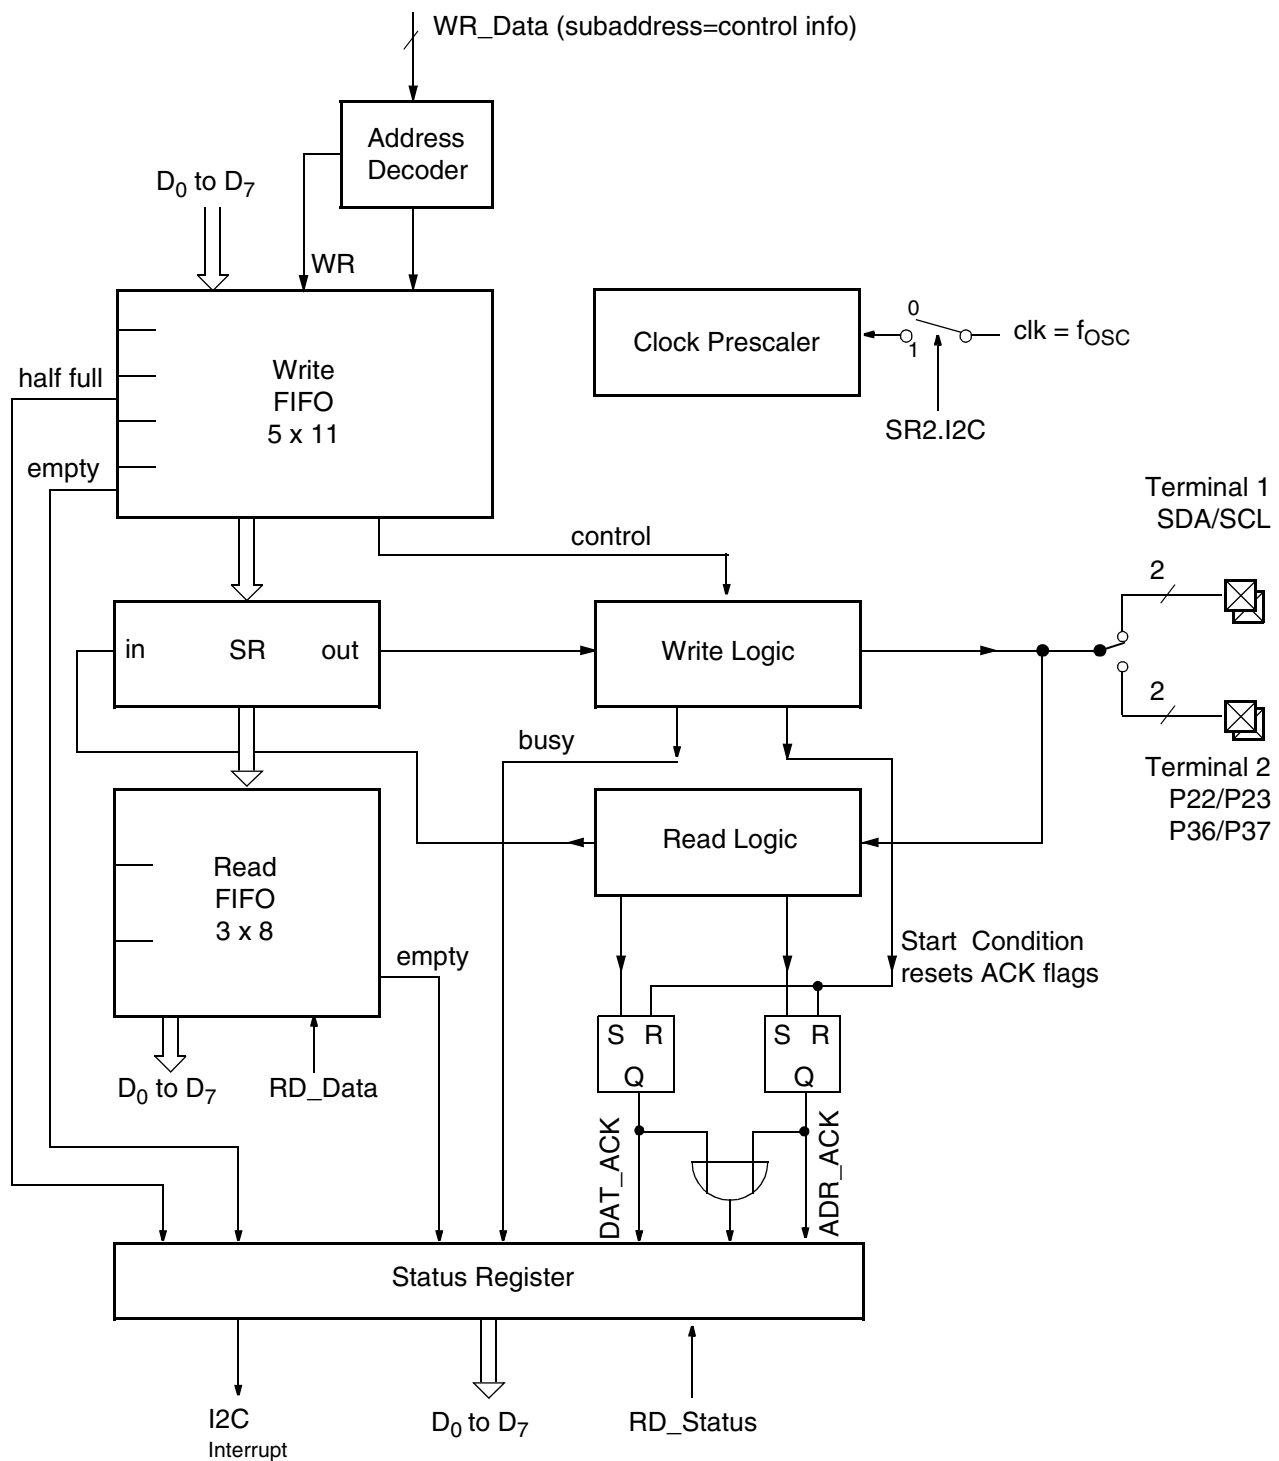 WR_Data (subaddress=control info)
Address
Decoder
D0 to D7
WR
Write
FIFO
5 x 11
half full
empty
Clock Prescaler
0
1
clk = fOSC
SR2.I2C
Terminal 1
SDA/SCL
control
2
in
SR
out
Write Logic
2
busy
Terminal 2
P22/P23
P36/P37
Read Logic
Read
FIFO
3 x 8
empty
Start Condition
resets ACK flags
S R
Q
S R
Q
D0 to D7
RD_Data
DAT_ACK
ADR_ACK
Status Register
I2C
Interrupt
D0 to D7
RD_Status